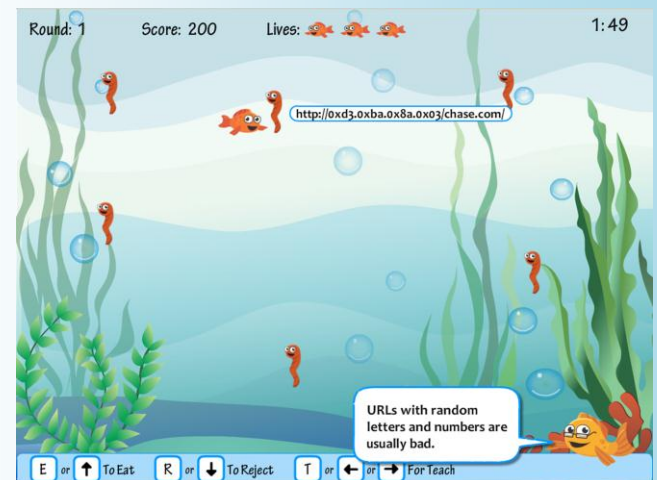 Round: 1 Score: 200 Lives: 1:49
http://0xd3.0xba.0x8a.0x03/chase.com/
URLs with random
letters and numbers are
usually bad.
E or ↑ To Eat R or ↓ To Reject T or ← or → For Teach